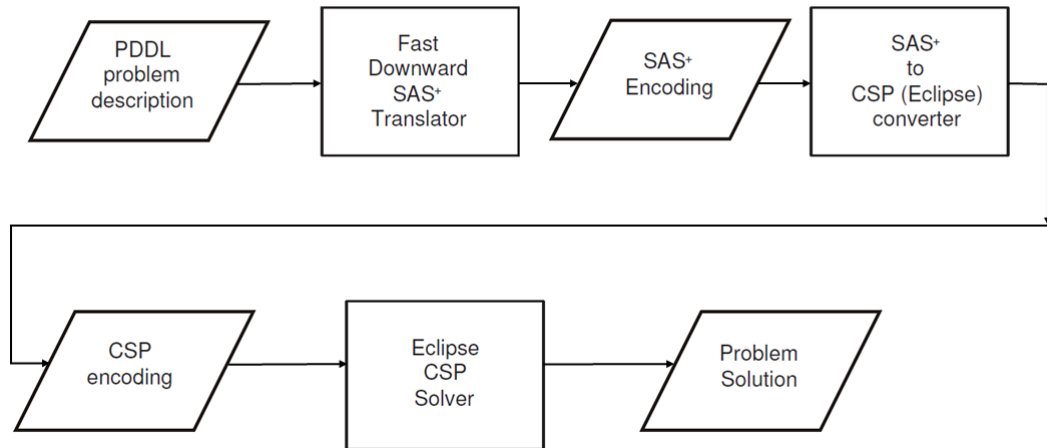 PDDL
problem
description
Fast
Downward
SAS⁺
Translator
SAS⁺
Encoding
SAS⁺
to
CSP (Eclipse)
converter
CSP
encoding
Eclipse
CSP
Solver
Problem
Solution